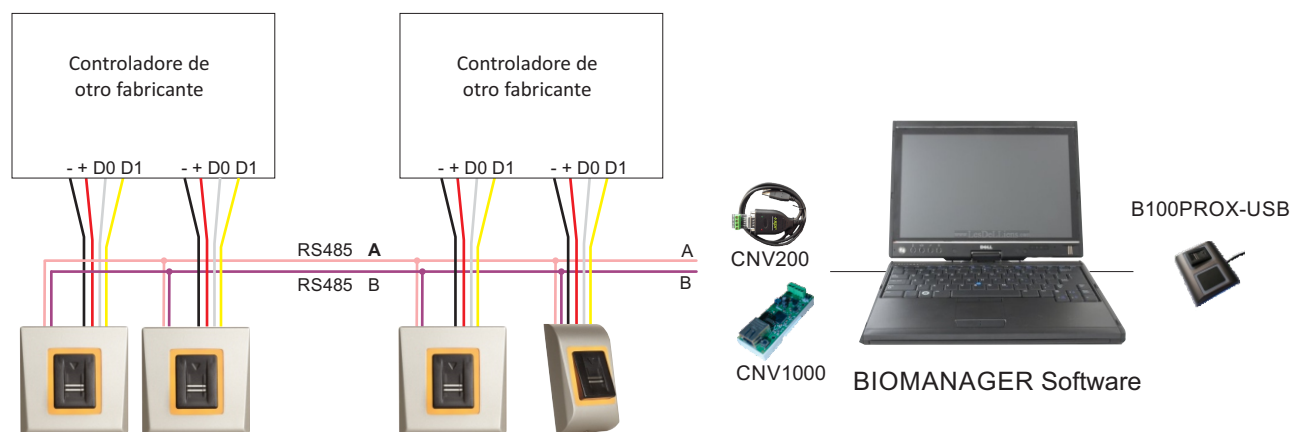 Controladore de
otro fabricante
Controladore de
otro fabricante
- + D0 D1
- + D0 D1
- + D0 D1
- + D0 D1
RS485 A
RS485 B
A
B
CNV200
CNV1000
DELL
BIOMANAGER Software
B100PROX-USB